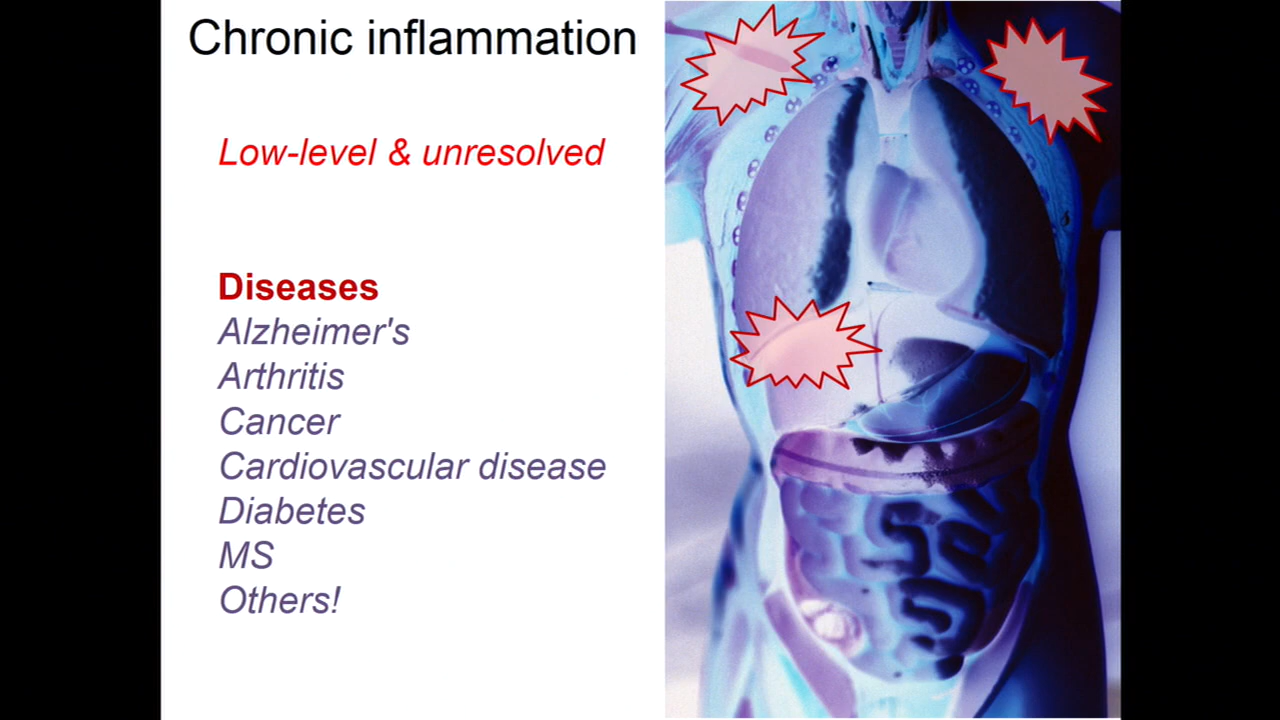 Chronic inflammation
Low-level & unresolved
Diseases
Alzheimer's
Arthritis
Cancer
Cardiovascular disease
Diabetes
MS
Others!